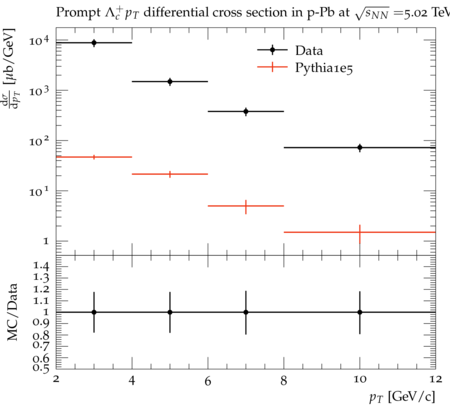 Prompt Λc+ pT differential cross section in p-Pb at √sNN =5.02 TeV
dσ/dpT [μb/GeV]
Data
Pythia1e5
10^4
10^3
10^2
10^1
1
MC/Data
1.4
1.3
1.2
1.1
1
0.9
0.8
0.7
0.6
0.5
2 4 6 8 10 12
pT [GeV/c]